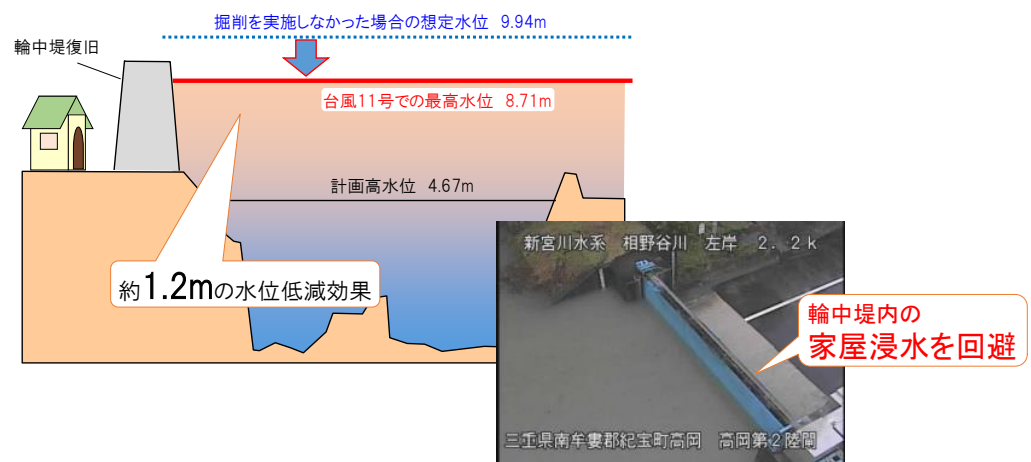 掘削を実施しなかった場合の想定水位 9.94m
輪中堤復旧
台風11号での最高水位 8.71m
計画高水位 4.67m
約1.2mの水位低減効果
新宮川水系 相野谷川 左岸 2.2k
輪中堤内の
家屋浸水を回避
三重県南牟婁郡紀宝町高岡 高岡第2陸閘